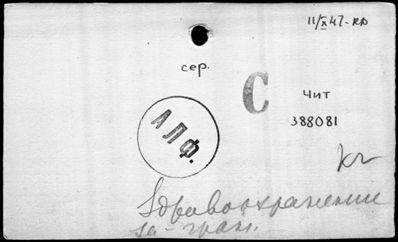 11/X 47
сер.
С
Чит
388081
АЛФ.
Здравоохранение
за-гран.